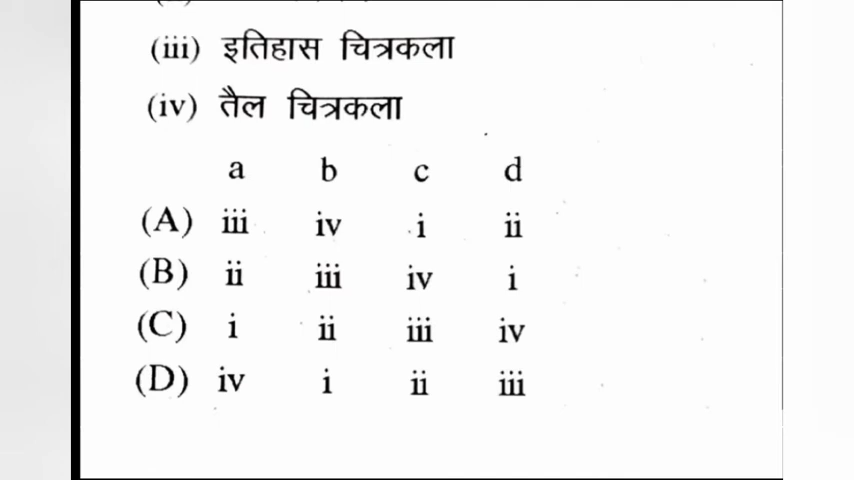 (iii) इतिहास चित्रकला
(iv) तैल चित्रकला
a b c d
(A) iii iv i ii
(B) ii iii iv i
(C) i ii iii iv
(D) iv i ii iii